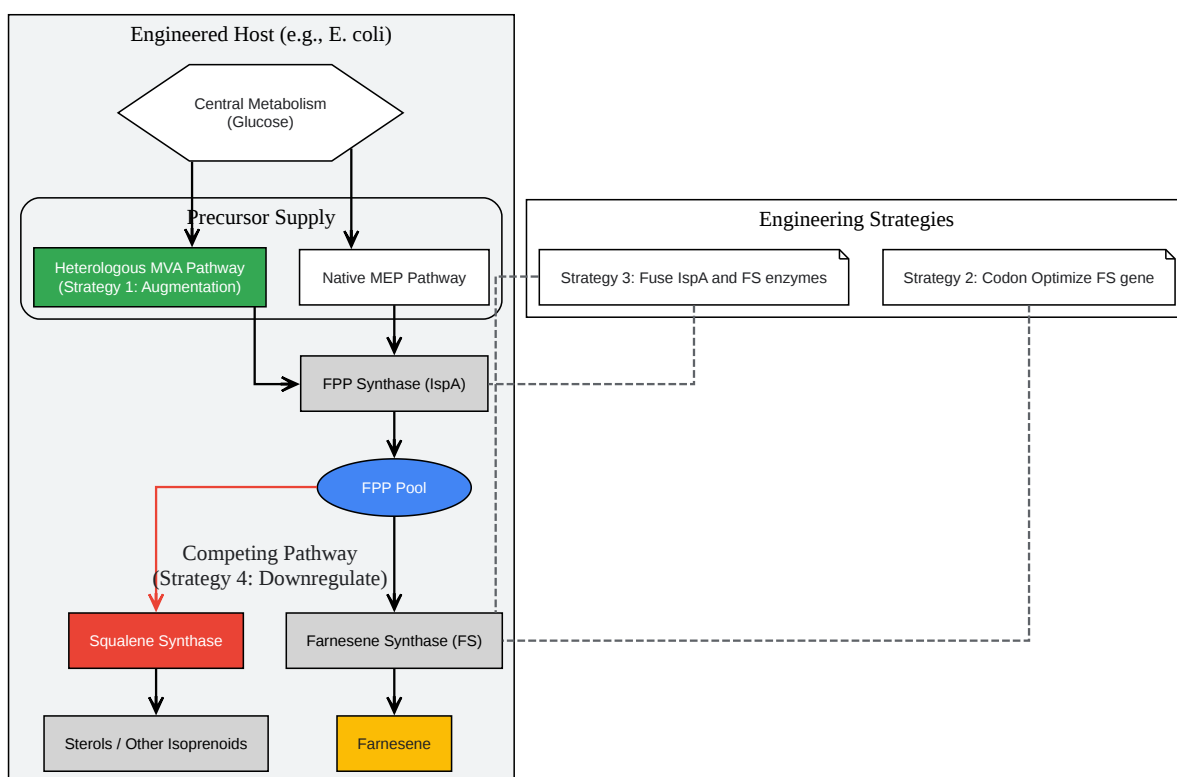 Engineered Host (e.g., E. coli)
Central Metabolism
(Glucose)
Precursor Supply
Heterologous MVA Pathway
(Strategy 1: Augmentation)
Native MEP Pathway
Engineering Strategies
Strategy 3: Fuse IspA and FS enzymes
Strategy 2: Codon Optimize FS gene
FPP Synthase (IspA)
FPP Pool
Competing Pathway
(Strategy 4: Downregulate)
Squalene Synthase
Farnesene Synthase (FS)
Sterols / Other Isoprenoids
Farnesene